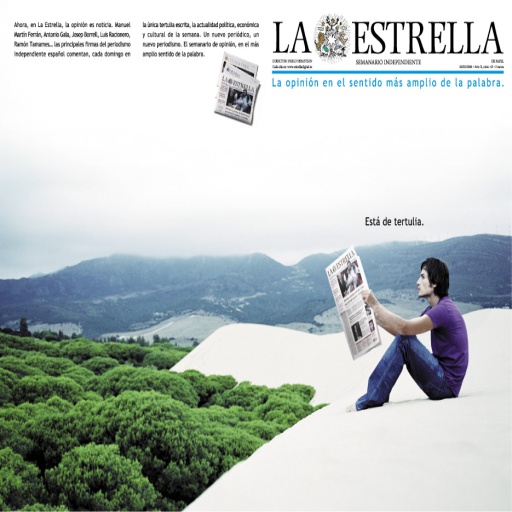 Ahora, en La Estrella, la opinión es noticia. Manuel
Martín Ferrán, Antonio Gala, Josep Borrell, Luis Racionero,
Ramón Tamames... las principales firmas del periodismo
independiente español comentan, cada domingo en
la única tertulia escrita, la actualidad política, económica
y cultural de la semana. Un nuevo periódico, un
nuevo periodismo. El semanario de opinión, en el más
amplio sentido de la palabra.
LA ESTRELLA
SEMANARIO INDEPENDIENTE
La opinión en el sentido más amplio de la palabra.
LA ESTRELLA
Está de tertulia.
LA ESTRELLA